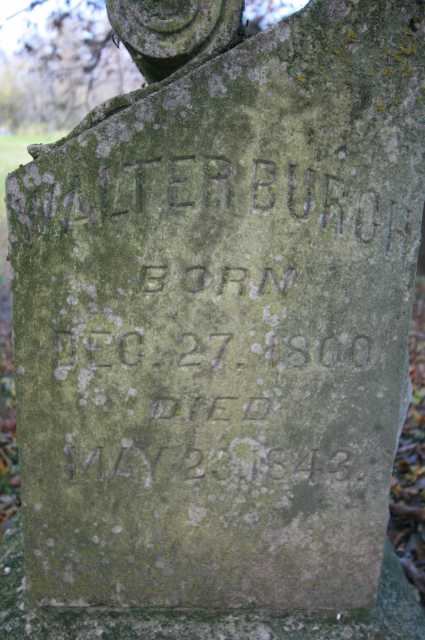 WALTER BURCH
BORN
DEC. 27, 1800
DIED
MAY 23, 1843.